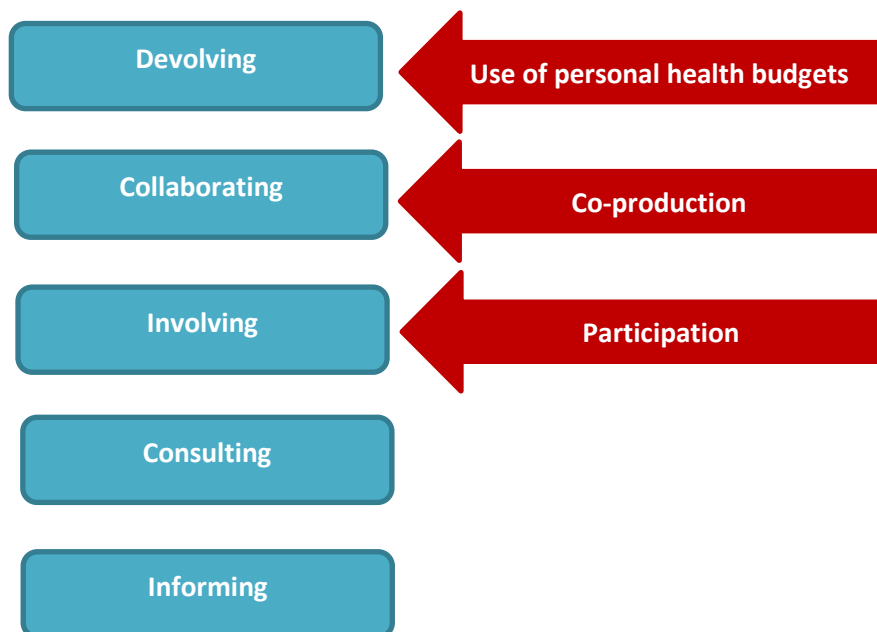 Devolving
Use of personal health budgets
Collaborating
Co-production
Involving
Participation
Consulting
Informing